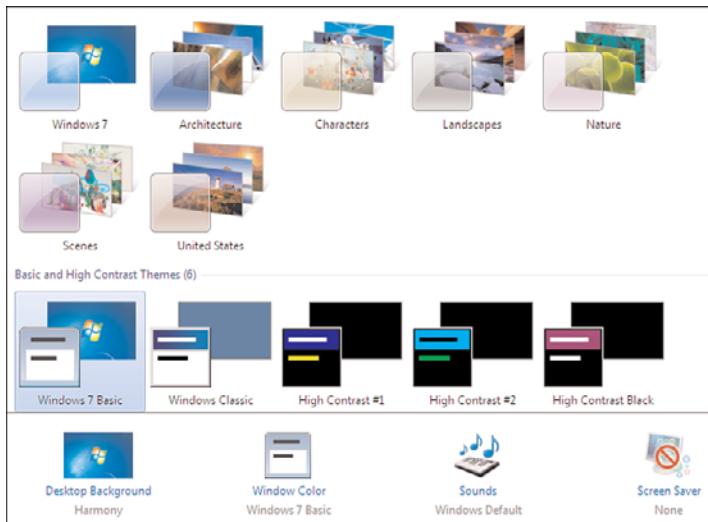 Windows 7
Architecture
Characters
Landscapes
Nature
Scenes
United States
Basic and High Contrast Themes (6)
Windows 7 Basic
Windows Classic
High Contrast #1
High Contrast #2
High Contrast Black
Desktop Background
Harmony
Window Color
Windows 7 Basic
Sounds
Windows Default
Screen Saver
None